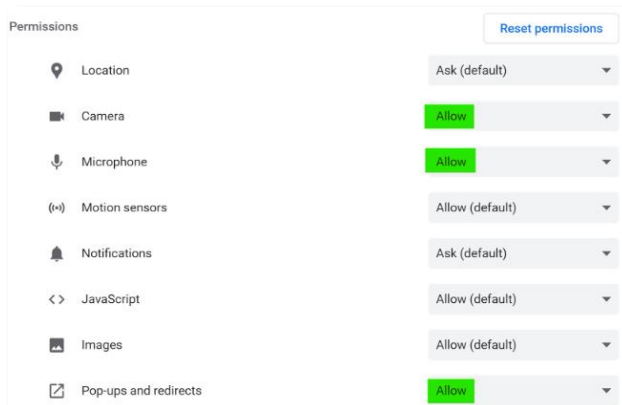 Permissions Reset permissions
Location Ask (default)
Camera Allow
Microphone Allow
Motion sensors Allow (default)
Notifications Ask (default)
JavaScript Allow (default)
Images Allow (default)
Pop-ups and redirects Allow